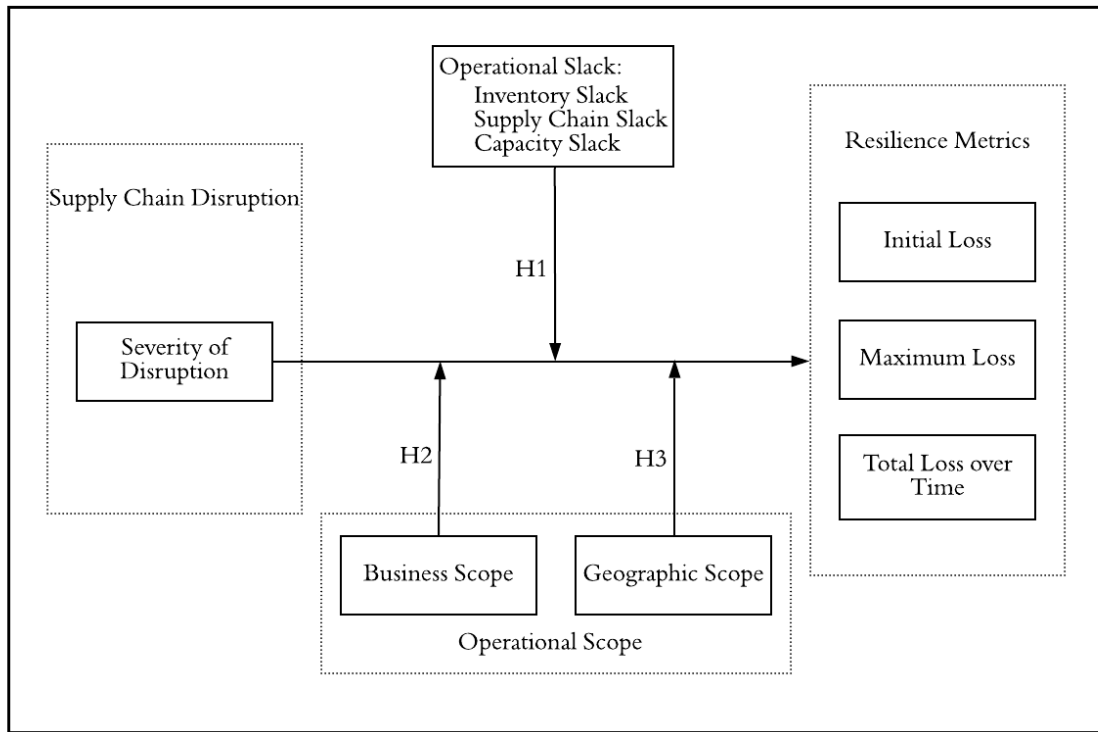 Operational Slack:
Inventory Slack
Supply Chain Slack
Capacity Slack
Resilience Metrics
Supply Chain Disruption
Initial Loss
H1
Severity of
Disruption
Maximum Loss
H2
H3
Total Loss over
Time
Business Scope
Geographic Scope
Operational Scope